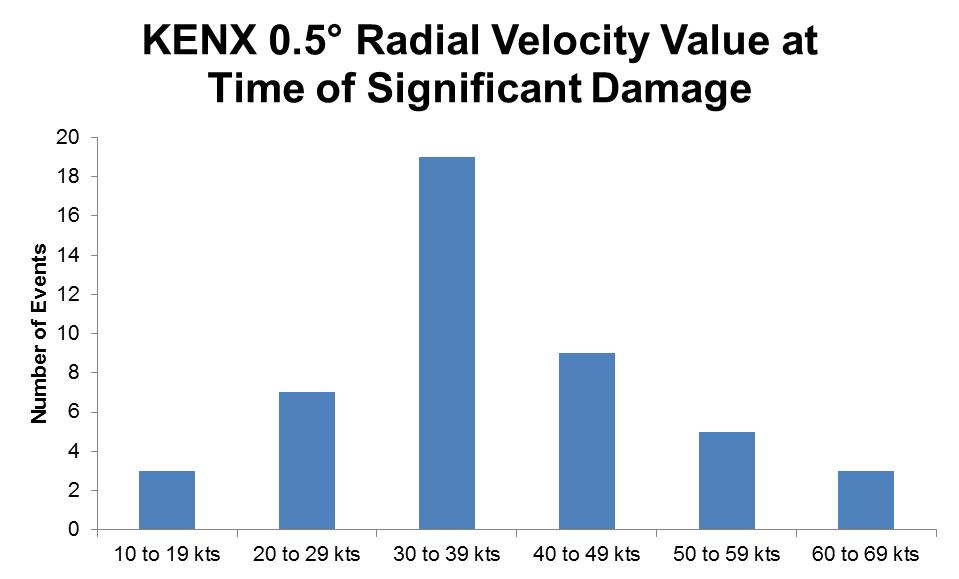 KENX 0.5° Radial Velocity Value at
Time of Significant Damage
Number of Events
20
18
16
14
12
10
8
6
4
2
0
10 to 19 kts
20 to 29 kts
30 to 39 kts
40 to 49 kts
50 to 59 kts
60 to 69 kts